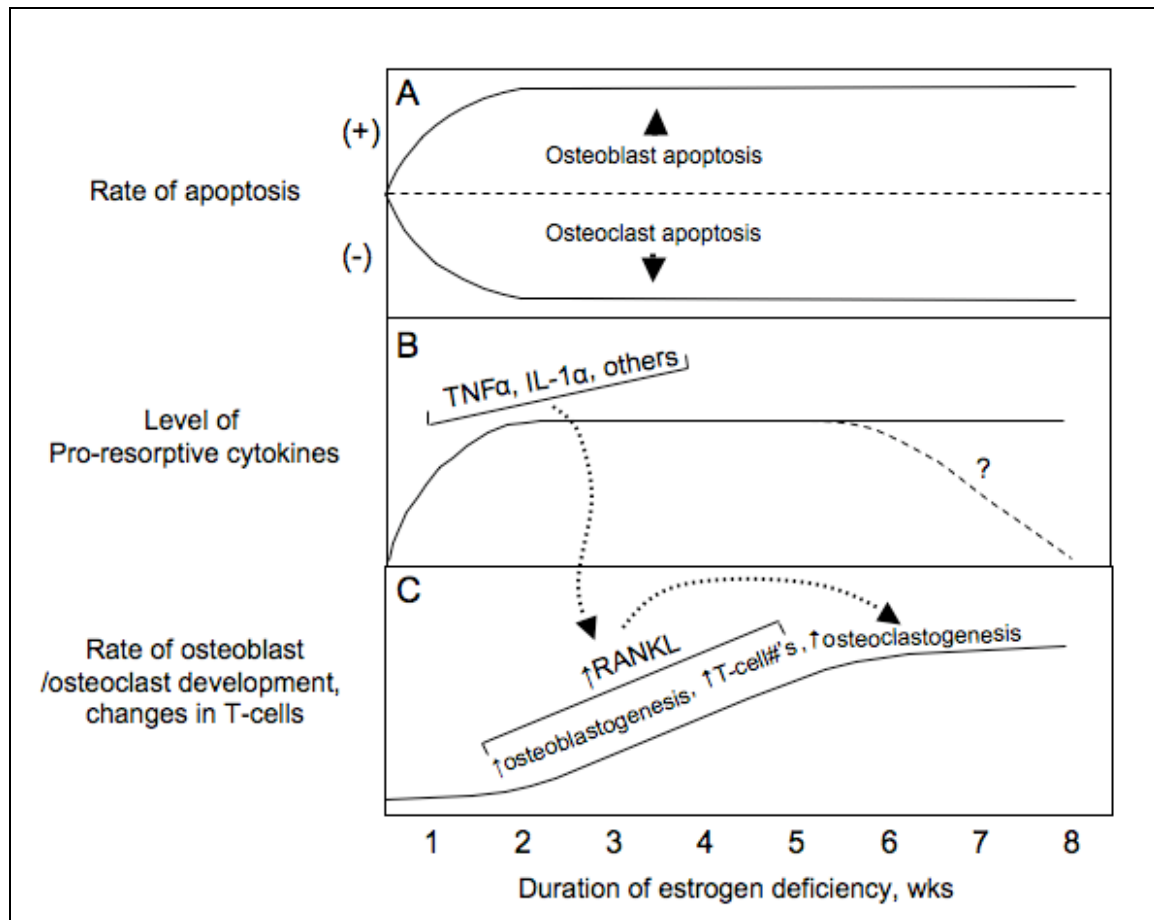 A
(+)
Osteoblast apoptosis
Rate of apoptosis
Osteoclast apoptosis
(-)
B
TNFα, IL-1α, others
Level of
Pro-resorptive cytokines
?
C
Rate of osteoblast
/osteoclast development,
changes in T-cells
↑RANKL
↑osteoblastogenesis, ↑T-cell#'s ,↑osteoclastogenesis
1 2 3 4 5 6 7 8
Duration of estrogen deficiency, wks